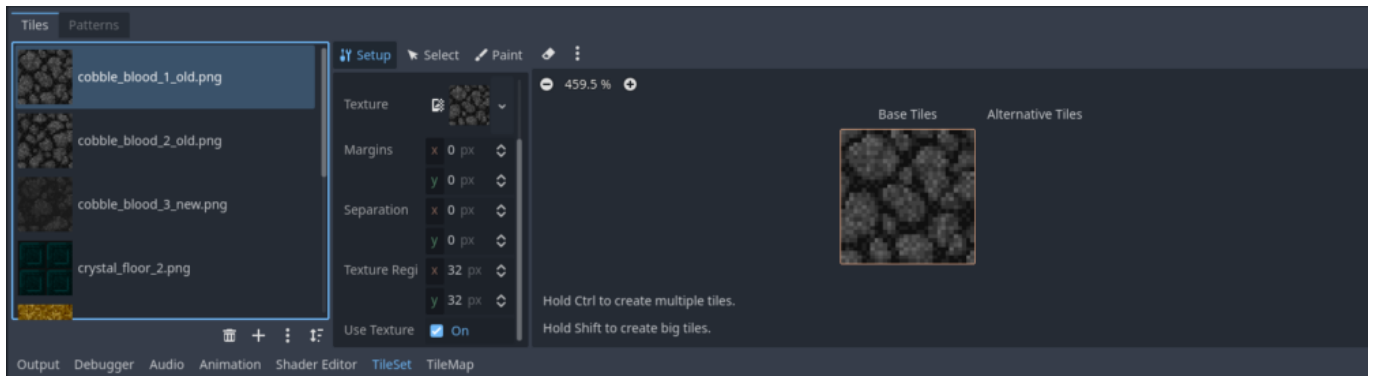 Tiles Patterns
cobble_blood_1_old.png
cobble_blood_2_old.png
cobble_blood_3_new.png
crystal_floor_2.png
Setup Select Paint
Texture
Margins x 0 px
y 0 px
Separation x 0 px
y 0 px
Texture Regi x 32 px
y 32 px
Use Texture On
459.5 %
Base Tiles Alternative Tiles
Hold Ctrl to create multiple tiles.
Hold Shift to create big tiles.
Output Debugger Audio Animation Shader Editor TileSet TileMap